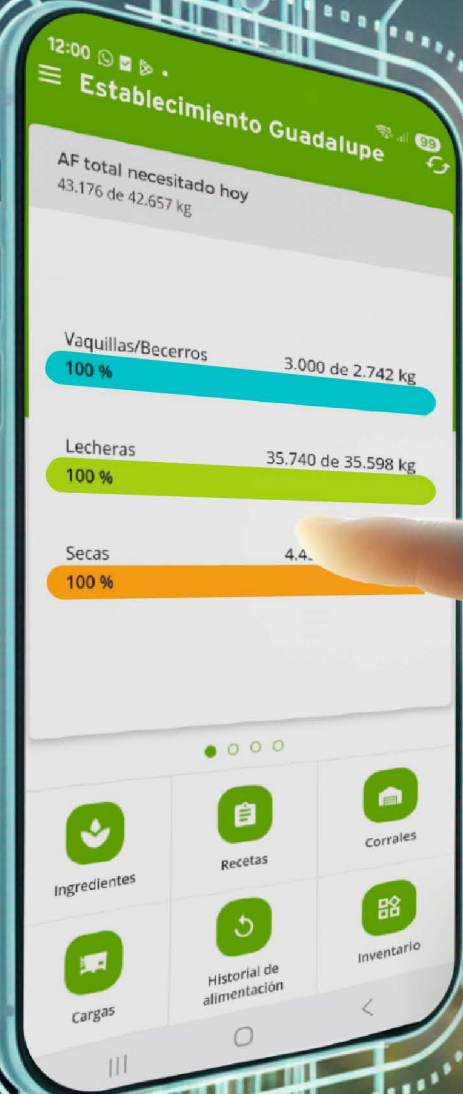 12:00
99
Establecimiento Guadalupe
AF total necesitado hoy
43.176 de 42.657 kg
Vaquillas/Becerros
3.000 de 2.742 kg
100 %
Lecheras
35.740 de 35.598 kg
100 %
Secas
100 %
Ingredientes
Recetas
Corrales
Cargas
Historial de
alimentación
Inventario